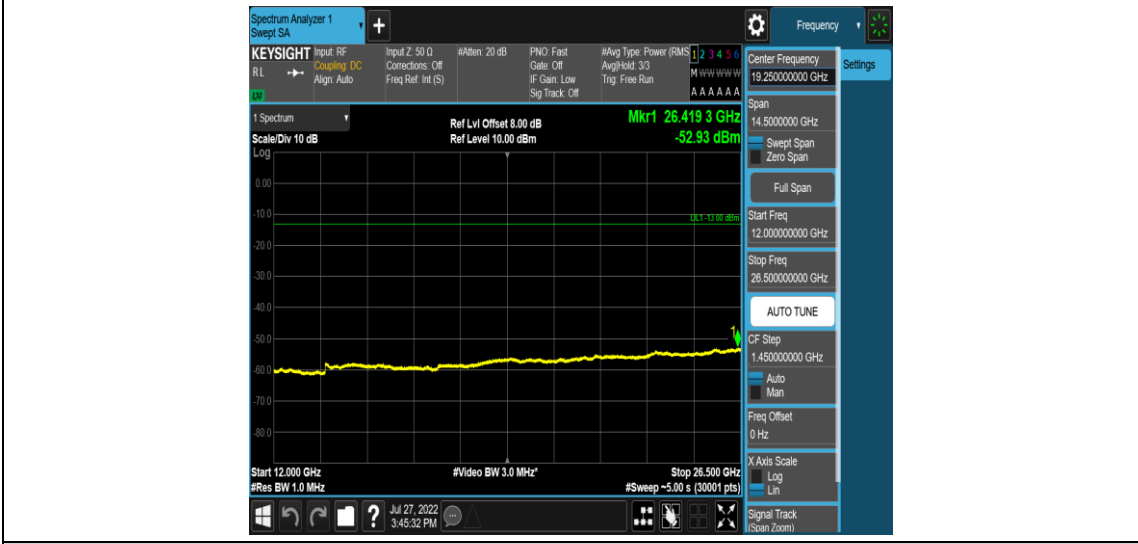 Spectrum Analyzer 1
Swept SA
+
Frequency
KEYSIGHT
RL
LXI
Input: RF
Coupling: DC
Align: Auto
Input Z: 50 Ω
Corrections: Off
Freq Ref: Int (S)
#Atten: 20 dB
PNO: Fast
Gate: Off
IF Gain: Low
Sig Track: Off
#Avg Type: Power (RMS
Avg|Hold: 3/3
Trig: Free Run
1 2 3 4 5 6
M W W W W W
A A A A A A
1 Spectrum
Scale/Div 10 dB
Log
Ref Lvl Offset 8.00 dB
Ref Level 10.00 dBm
Mkr1 26.419 3 GHz
-52.93 dBm
0.00
-10.0
DL1 -13.00 dBm
-20.0
-30.0
-40.0
-50.0
1
-60.0
-70.0
-80.0
Start 12.000 GHz
#Res BW 1.0 MHz
#Video BW 3.0 MHz*
Stop 26.500 GHz
#Sweep ~5.00 s (30001 pts)
Center Frequency
19.250000000 GHz
Settings
Span
14.5000000 GHz
Swept Span
Zero Span
Full Span
Start Freq
12.000000000 GHz
Stop Freq
26.500000000 GHz
AUTO TUNE
CF Step
1.450000000 GHz
Auto
Man
Freq Offset
0 Hz
X Axis Scale
Log
Lin
Signal Track
(Span Zoom)
?
Jul 27, 2022
3:45:32 PM